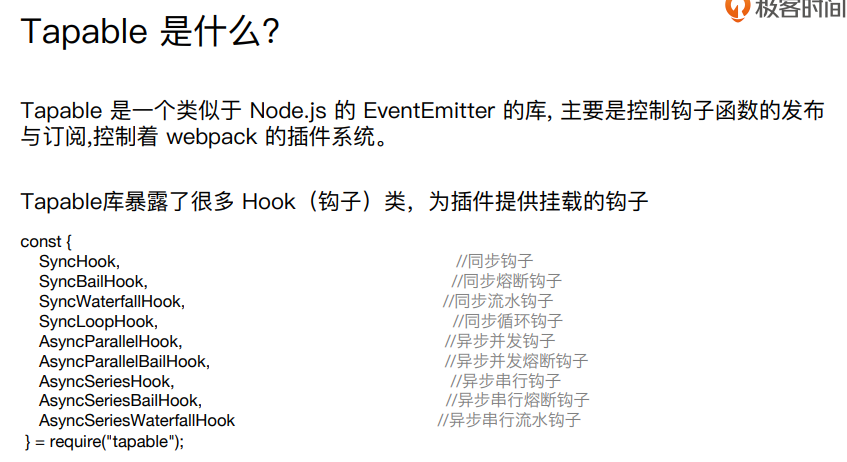 极客时间
Tapable 是什么?
Tapable 是一个类似于 Node.js 的 EventEmitter 的库, 主要是控制钩子函数的发布
与订阅,控制着 webpack 的插件系统。
Tapable库暴露了很多 Hook（钩子）类，为插件提供挂载的钩子
const {
SyncHook, //同步钩子
SyncBailHook, //同步熔断钩子
SyncWaterfallHook, //同步流水钩子
SyncLoopHook, //同步循环钩子
AsyncParallelHook, //异步并发钩子
AsyncParallelBailHook, //异步并发熔断钩子
AsyncSeriesHook, //异步串行钩子
AsyncSeriesBailHook, //异步串行熔断钩子
AsyncSeriesWaterfallHook //异步串行流水钩子
} = require("tapable");